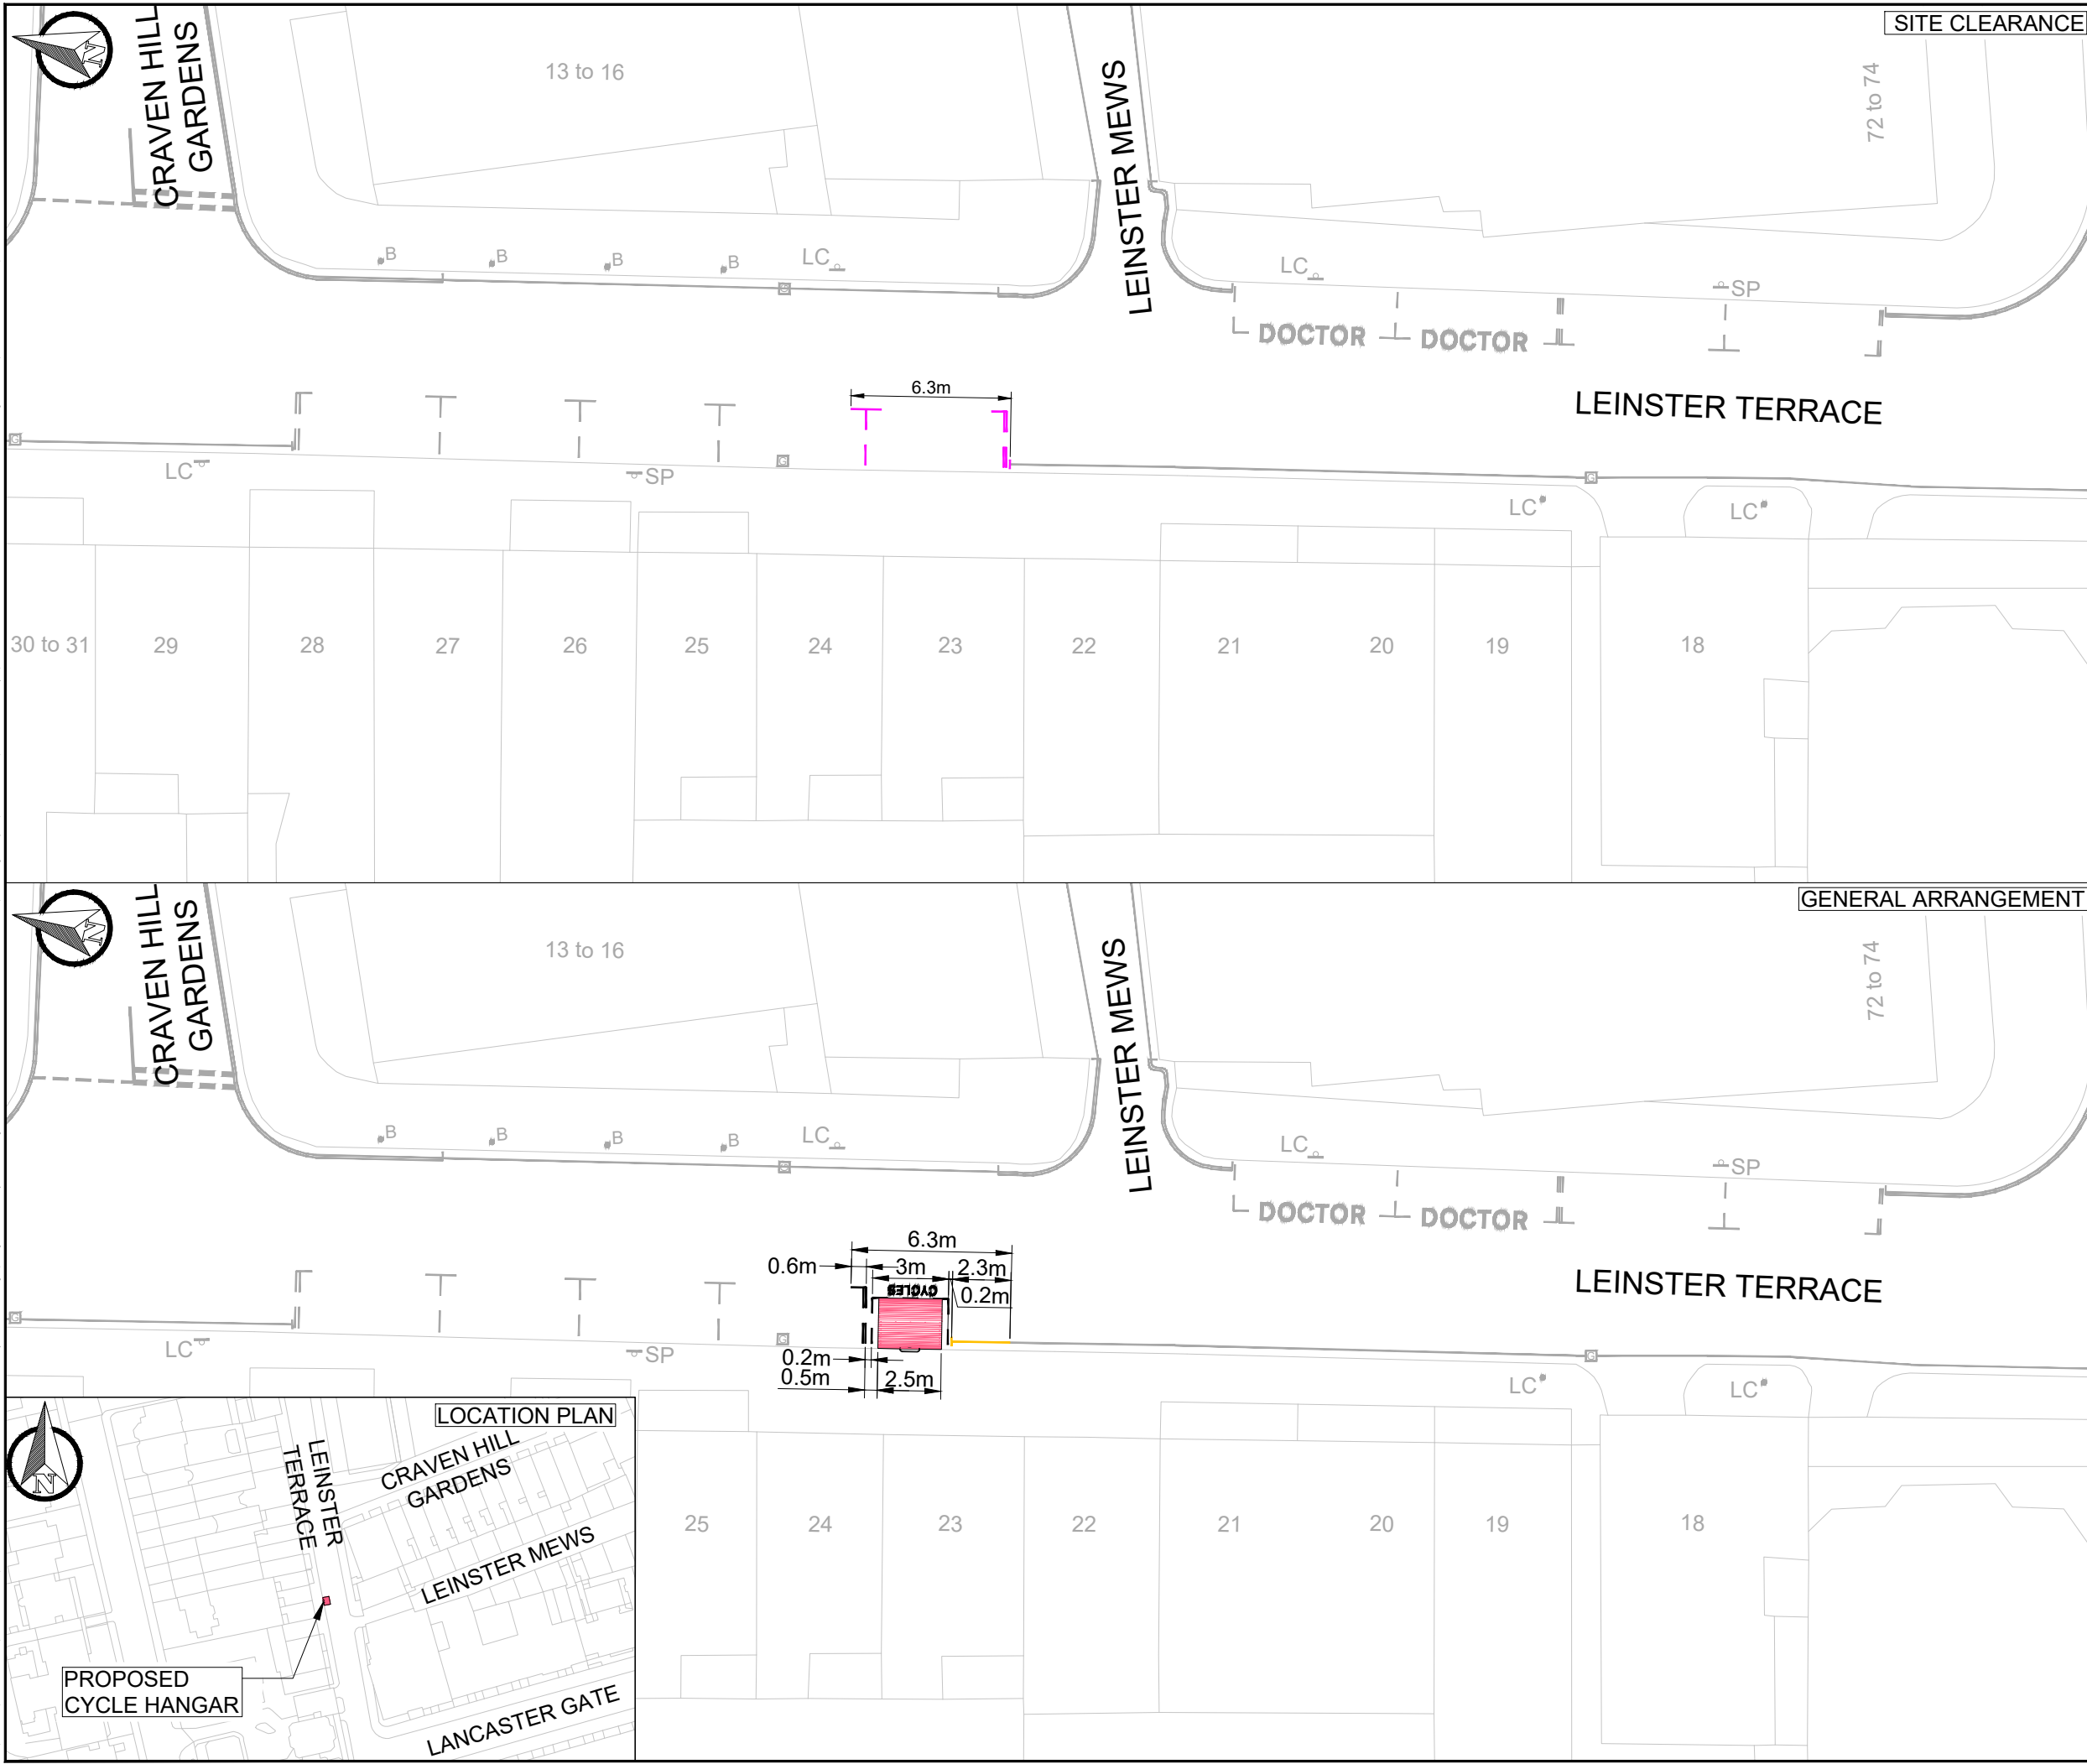 SITE CLEARANCE
N
CRAVEN HILL
GARDENS
13 to 16
LEINSTER MEWS
72 to 74
B
B
B
B
LC
LC
SP
G
DOCTOR
DOCTOR
6.3m
LEINSTER TERRACE
G
LC
SP
G
G
LC
LC
30 to 31
29
28
27
26
25
24
23
22
21
20
19
18
GENERAL ARRANGEMENT
N
CRAVEN HILL
GARDENS
13 to 16
LEINSTER MEWS
72 to 74
B
B
B
B
LC
LC
SP
G
DOCTOR
DOCTOR
6.3m
0.6m
3m
2.3m
CYCLES
0.2m
LEINSTER TERRACE
G
LC
SP
G
G
0.2m
0.5m
2.5m
LC
LC
LOCATION PLAN
N
LEINSTER
TERRACE
CRAVEN HILL
GARDENS
LEINSTER MEWS
PROPOSED
CYCLE HANGAR
LANCASTER GATE
25
24
23
22
21
20
19
18